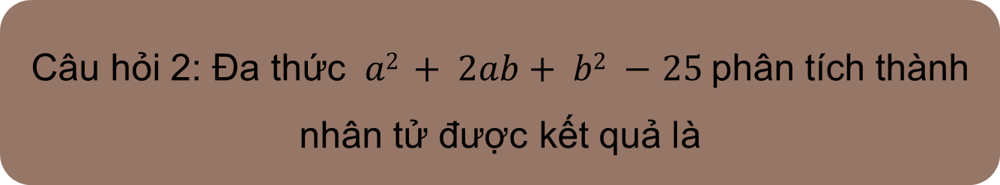 Câu hỏi 2: Đa thức a² + 2ab + b² − 25 phân tích thành
nhân tử được kết quả là